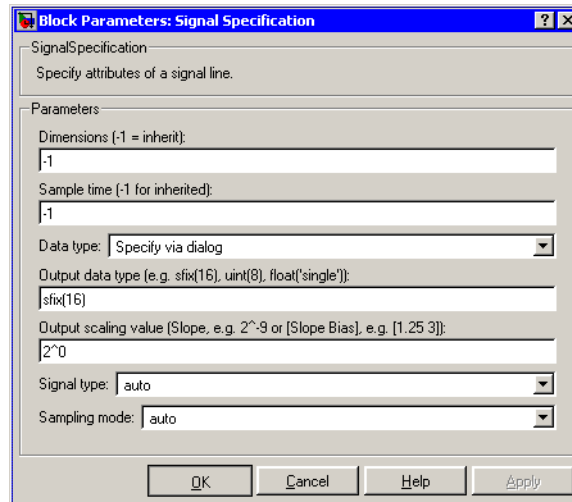 Block Parameters: Signal Specification
SignalSpecification
Specify attributes of a signal line.
Parameters
Dimensions (-1 = inherit):
-1
Sample time (-1 for inherited):
-1
Data type: Specify via dialog
Output data type (e.g. sfix(16), uint(8), float('single')):
sfix(16)
Output scaling value (Slope, e.g. 2^-9 or [Slope Bias], e.g. [1.25 3]):
2^0
Signal type: auto
Sampling mode: auto
OK Cancel Help Apply